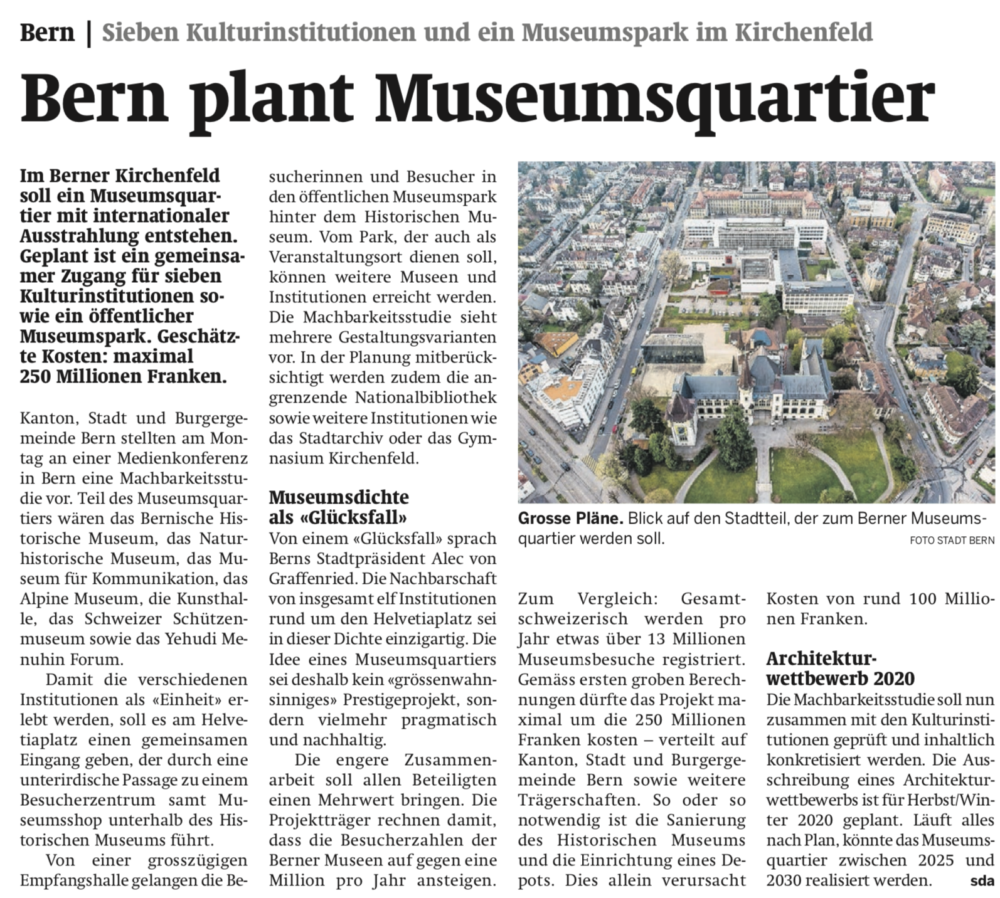 Bern | Sieben Kulturinstitutionen und ein Museumspark im Kirchenfeld
Bern plant Museumsquartier
Im Berner Kirchenfeld
soll ein Museumsquar-
tier mit internationaler
Ausstrahlung entstehen.
Geplant ist ein gemeinsa-
mer Zugang für sieben
Kulturinstitutionen so-
wie ein öffentlicher
Museumspark. Geschätz-
te Kosten: maximal
250 Millionen Franken.
Kanton, Stadt und Burgerge-
meinde Bern stellten am Mon-
tag an einer Medienkonferenz
in Bern eine Machbarkeitsstu-
die vor. Teil des Museumsquar-
tiers wären das Bernische His-
torische Museum, das Natur-
historische Museum, das Mu-
seum für Kommunikation, das
Alpine Museum, die Kunsthal-
le, das Schweizer Schützen-
museum sowie das Yehudi Me-
nuhin Forum.
Damit die verschiedenen
Institutionen als «Einheit» er-
lebt werden, soll es am Helve-
tiaplatz einen gemeinsamen
Eingang geben, der durch eine
unterirdische Passage zu einem
Besucherzentrum samt Mu-
seumsshop unterhalb des His-
torischen Museums führt.
Von einer grosszügigen
Empfangshalle gelangen die Be-
sucherinnen und Besucher in
den öffentlichen Museumspark
hinter dem Historischen Mu-
seum. Vom Park, der auch als
Veranstaltungsort dienen soll,
können weitere Museen und
Institutionen erreicht werden.
Die Machbarkeitsstudie sieht
mehrere Gestaltungsvarianten
vor. In der Planung mitberück-
sichtigt werden zudem die an-
grenzende Nationalbibliothek
sowie weitere Institutionen wie
das Stadtarchiv oder das Gym-
nasium Kirchenfeld.
Museumsdichte
als «Glücksfall»
Von einem «Glücksfall» sprach
Berns Stadtpräsident Alec von
Graffenried. Die Nachbarschaft
von insgesamt elf Institutionen
rund um den Helvetiaplatz sei
in dieser Dichte einzigartig. Die
Idee eines Museumsquartiers
sei deshalb kein «grössenwahn-
sinniges» Prestigeprojekt, son-
dern vielmehr pragmatisch
und nachhaltig.
Die engere Zusammen-
arbeit soll allen Beteiligten
einen Mehrwert bringen. Die
Projektträger rechnen damit,
dass die Besucherzahlen der
Berner Museen auf gegen eine
Million pro Jahr ansteigen.
Grosse Pläne. Blick auf den Stadtteil, der zum Berner Museums-
quartier werden soll. FOTO STADT BERN
Zum Vergleich: Gesamt-
schweizerisch werden pro
Jahr etwas über 13 Millionen
Museumsbesuche registriert.
Gemäss ersten groben Berech-
nungen dürfte das Projekt ma-
ximal um die 250 Millionen
Franken kosten – verteilt auf
Kanton, Stadt und Burgerge-
meinde Bern sowie weitere
Trägerschaften. So oder so
notwendig ist die Sanierung
des Historischen Museums
und die Einrichtung eines De-
pots. Dies allein verursacht
Kosten von rund 100 Millio-
nen Franken.
Architektur-
wettbewerb 2020
Die Machbarkeitsstudie soll nun
zusammen mit den Kulturinsti-
tutionen geprüft und inhaltlich
konkretisiert werden. Die Aus-
schreibung eines Architektur-
wettbewerbs ist für Herbst/Win-
ter 2020 geplant. Läuft alles
nach Plan, könnte das Museums-
quartier zwischen 2025 und
2030 realisiert werden. sda